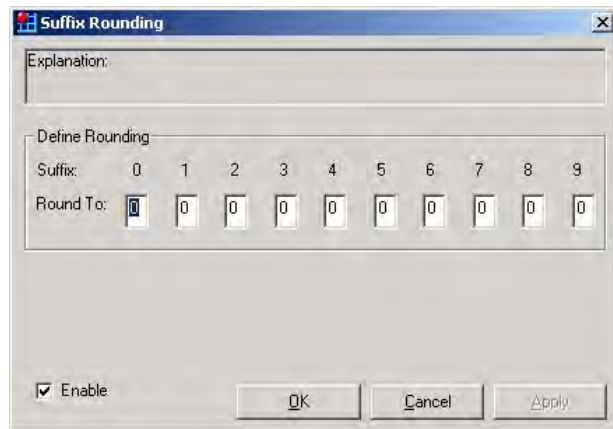 Suffix Rounding
Explanation:
Define Rounding
Suffix: 0 1 2 3 4 5 6 7 8 9
Round To: 0 0 0 0 0 0 0 0 0 0
Enable
OK Cancel Apply